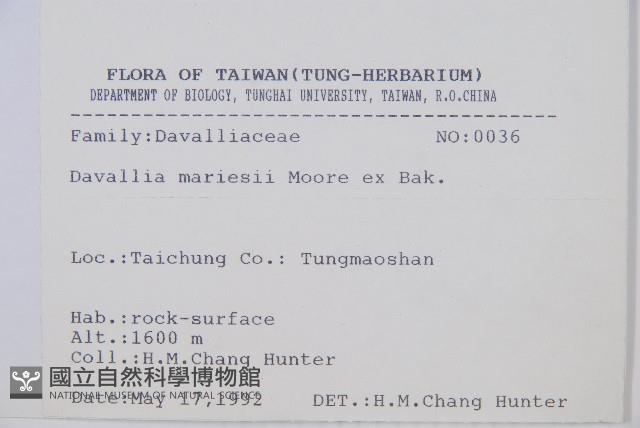 FLORA OF TAIWAN(TUNG-HERBARIUM)
DEPARTMENT OF BIOLOGY, TUNGHAI UNIVERSITY, TAIWAN, R.O.CHINA
---------------------------------------------------
Family:Davalliaceae NO:0036
Davallia mariesii Moore ex Bak.
Loc.:Taichung Co.: Tungmaoshan
Hab.:rock-surface
Alt.:1600 m
Coll.:H.M.Chang Hunter
國立自然科學博物館
NATIONAL MUSEUM OF NATURAL SCIENCE
Date:May 17,1992 DET.:H.M.Chang Hunter